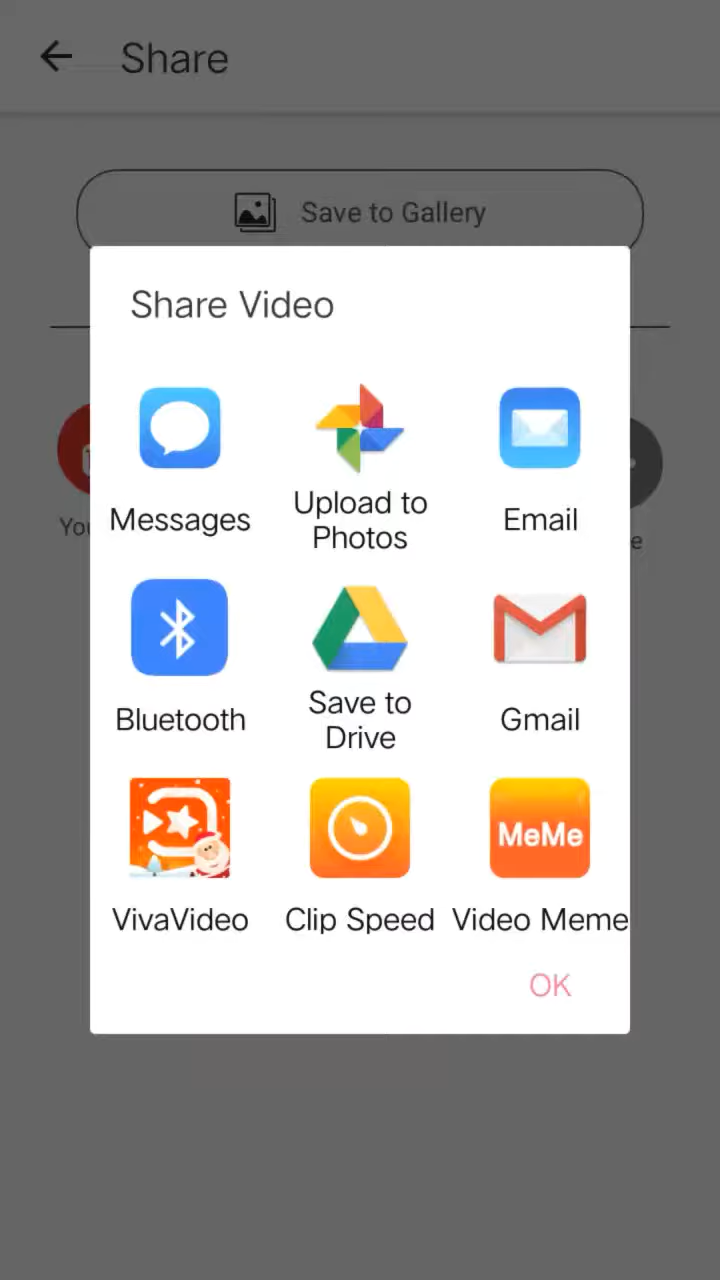 Share
Save to Gallery
Share Video
Messages
Upload to
Photos
Email
You
e
Bluetooth
Save to
Drive
Gmail
MeMe
VivaVideo
Clip Speed
Video Meme
OK